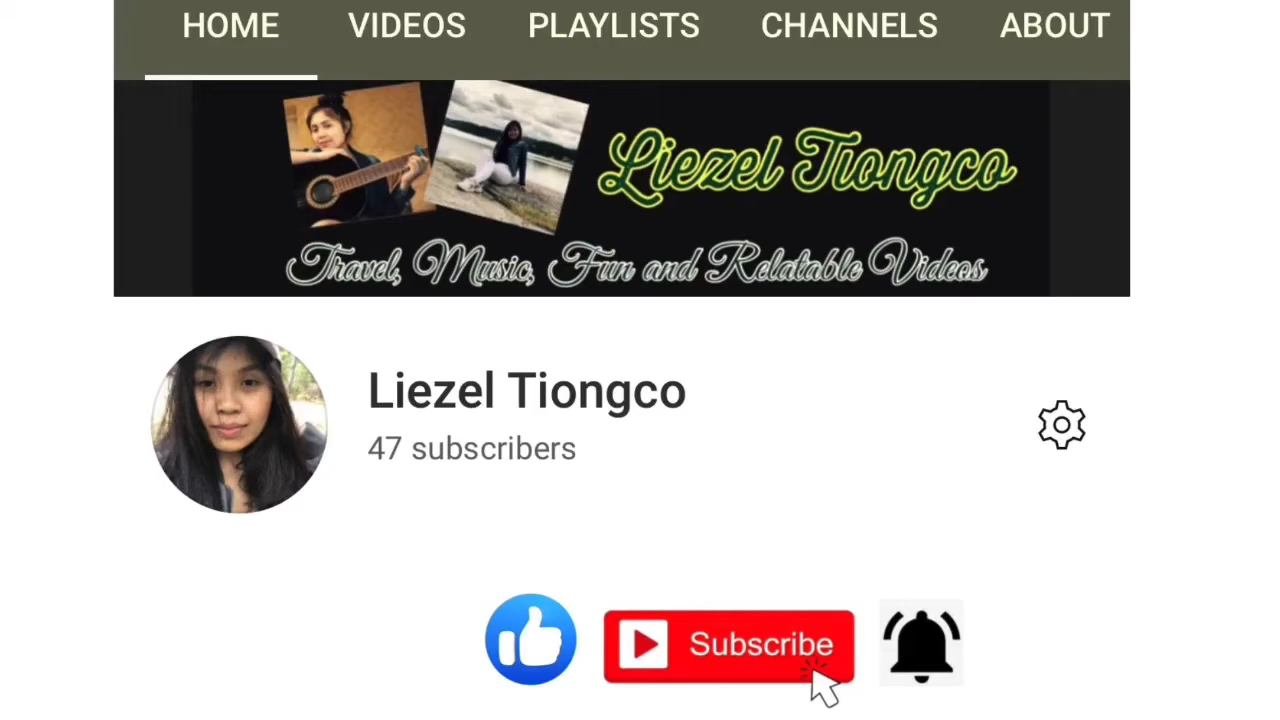 HOME VIDEOS PLAYLISTS CHANNELS ABOUT
Liezel Tiongco
Travel, Music, Fun and Relatable Videos
Liezel Tiongco
47 subscribers
Subscribe